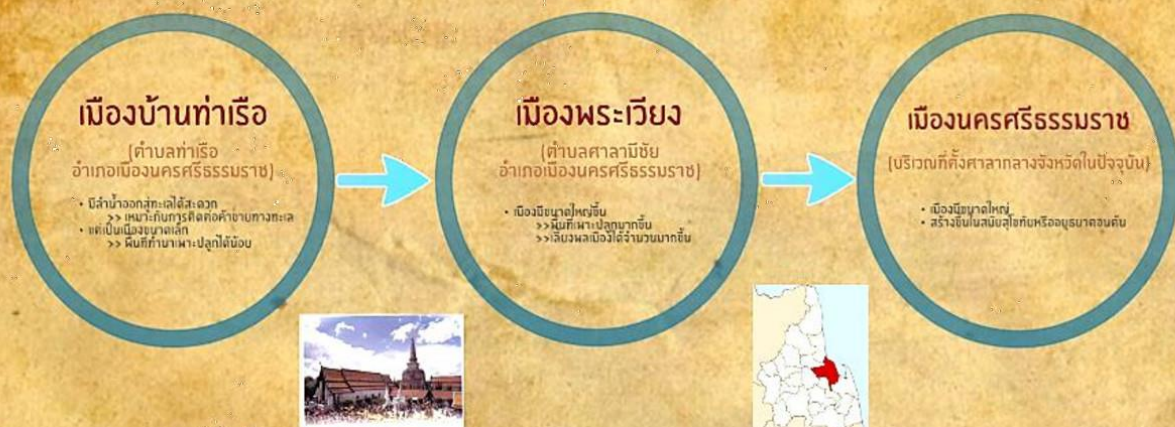 เมืองบ้านท่าเรือ
(ตำบลท่าเรือ
อำเภอเมืองนครศรีธรรมราช)
• มีลำน้ำออกสู่ทะเลได้สะดวก
>> เหมาะกับการติดต่อค้าขายทางทะเล
• แต่เป็นเมืองขนาดเล็ก
>> พื้นที่ทำนาเพาะปลูกได้น้อย
เมืองพระเวียง
(ตำบลศาลามีชัย
อำเภอเมืองนครศรีธรรมราช)
• เมืองมีขนาดใหญ่ขึ้น
>>พื้นที่เพาะปลูกมากขึ้น
>>เลี้ยงพลเมืองได้จำนวนมากขึ้น
เมืองนครศรีธรรมราช
(บริเวณที่ตั้งศาลากลางจังหวัดในปัจจุบัน)
• เมืองมีขนาดใหญ่
• สร้างขึ้นในสมัยสุโขทัยหรืออยุธยาตอนต้น